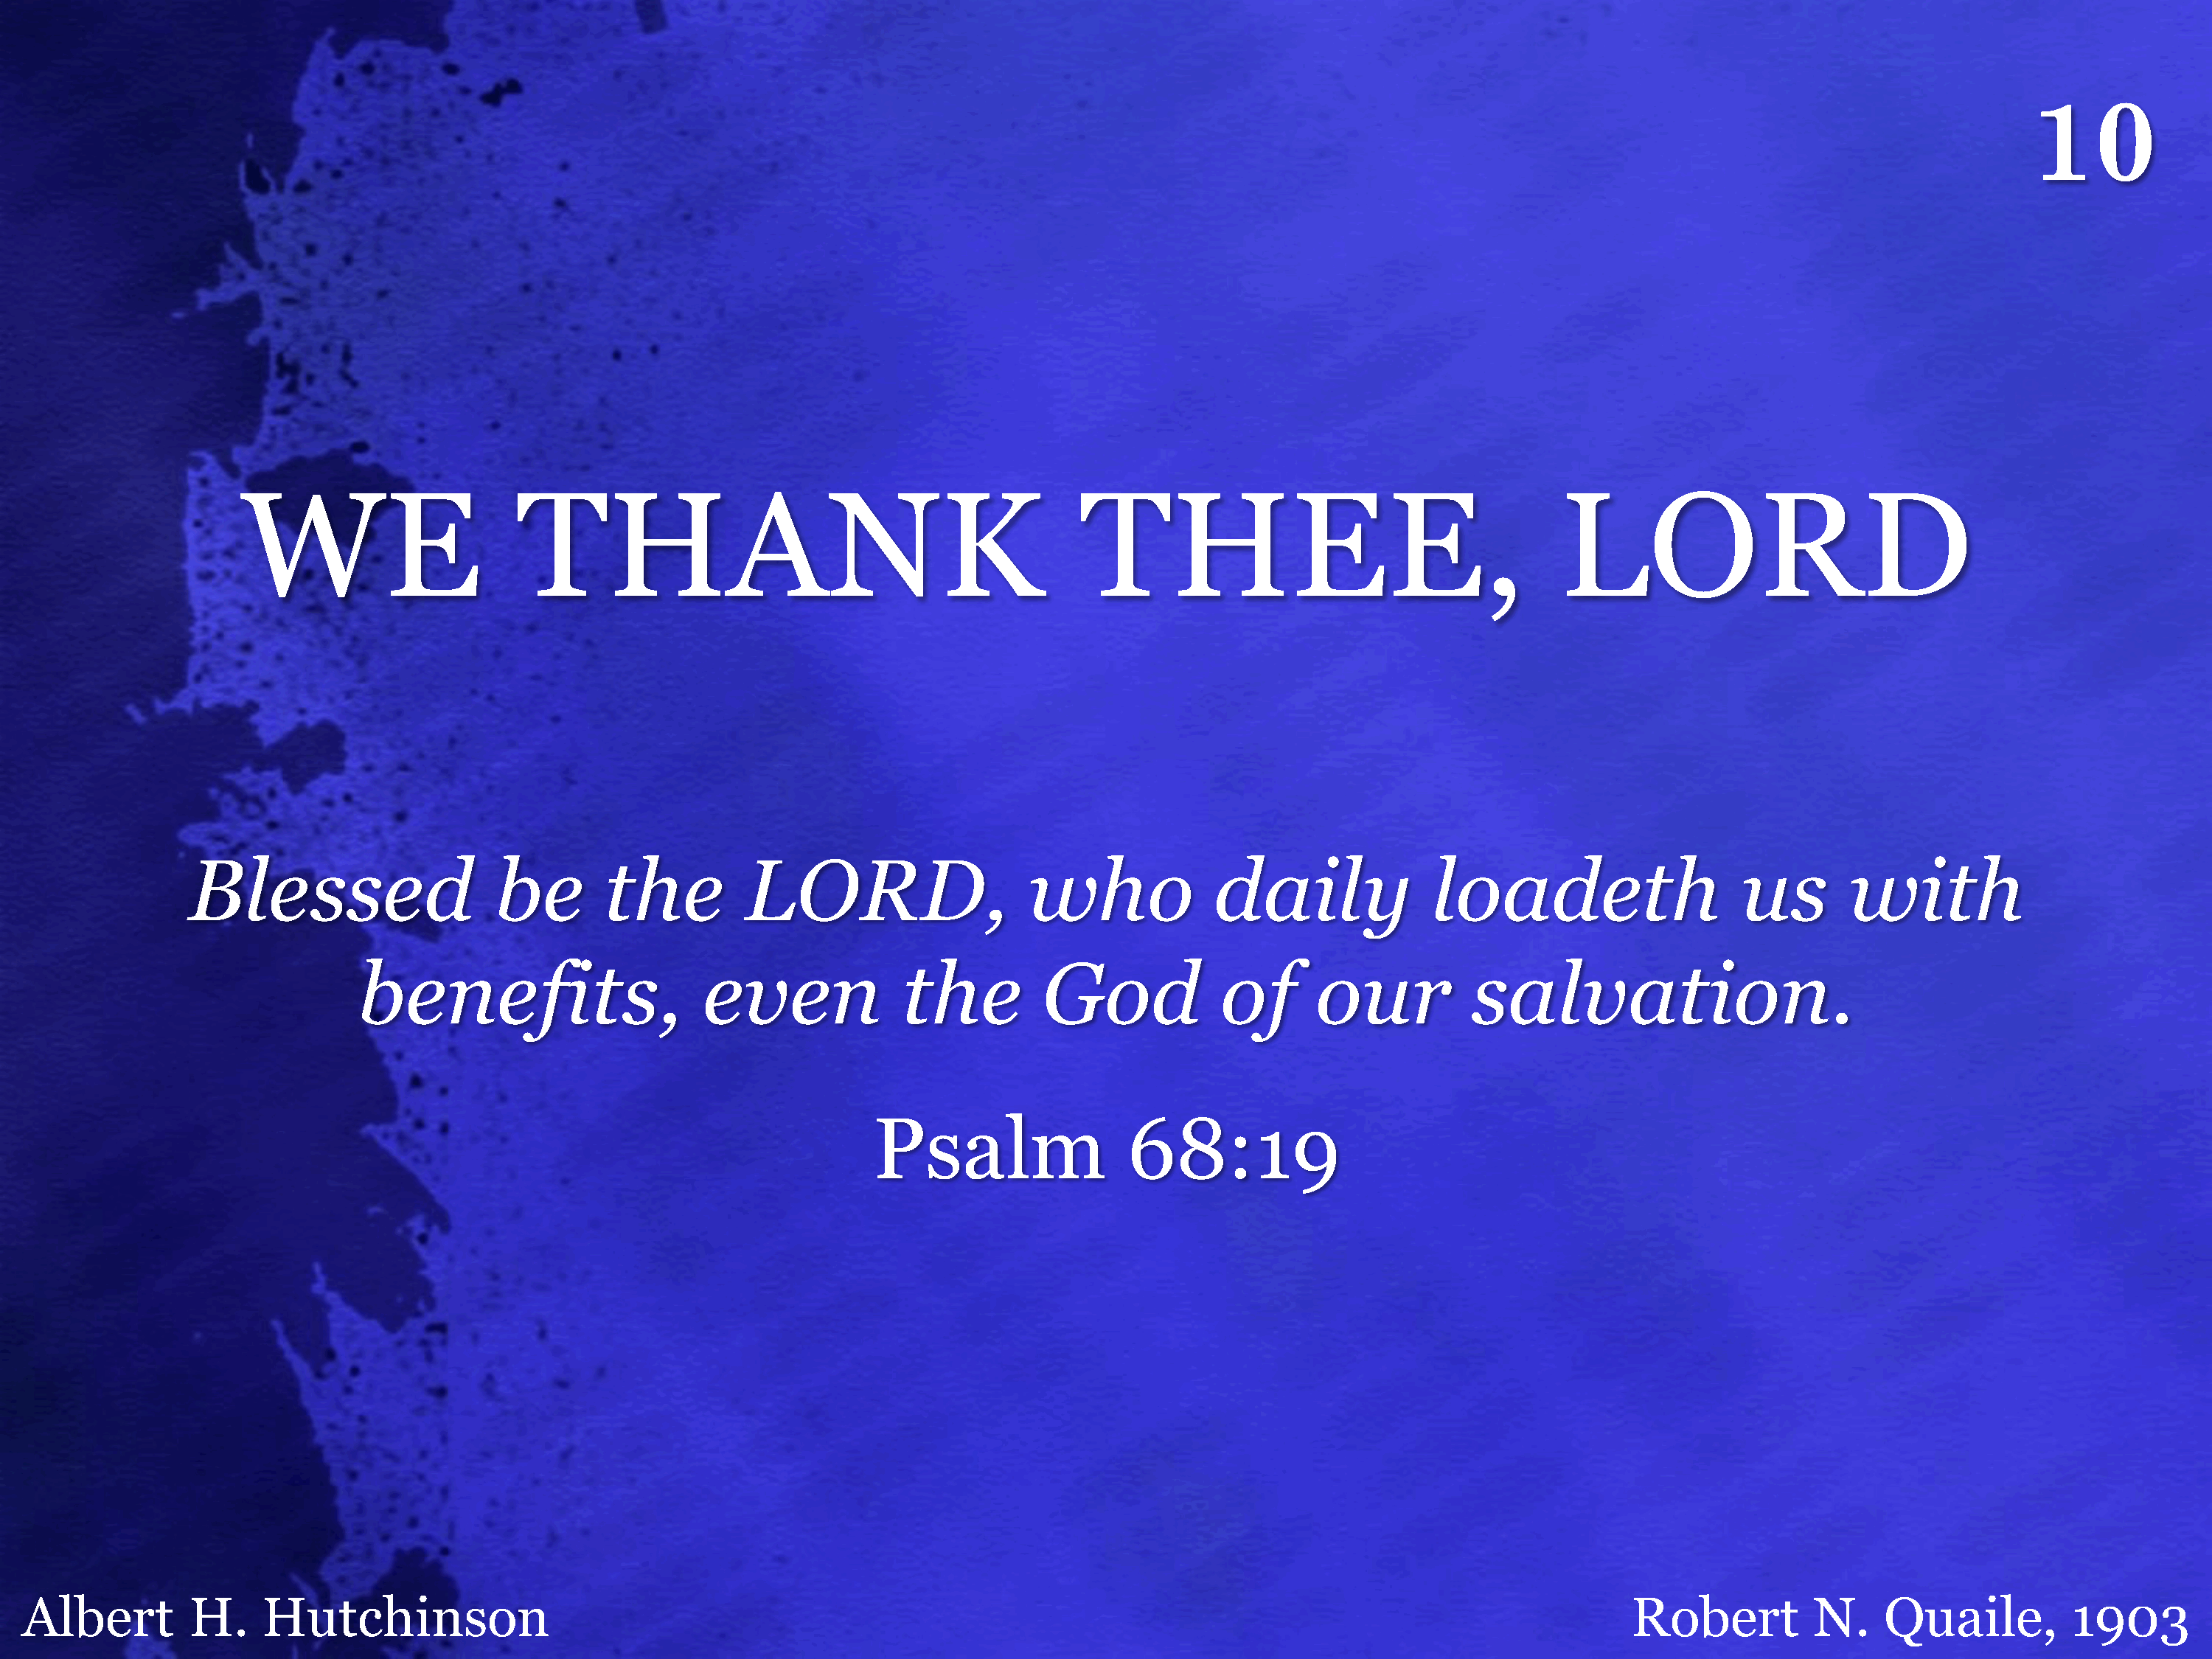 10
WE THANK THEE, LORD
Blessed be the LORD, who daily loadeth us with
benefits, even the God of our salvation.
Psalm 68:19
Albert H. Hutchinson
Robert N. Quaile, 1903